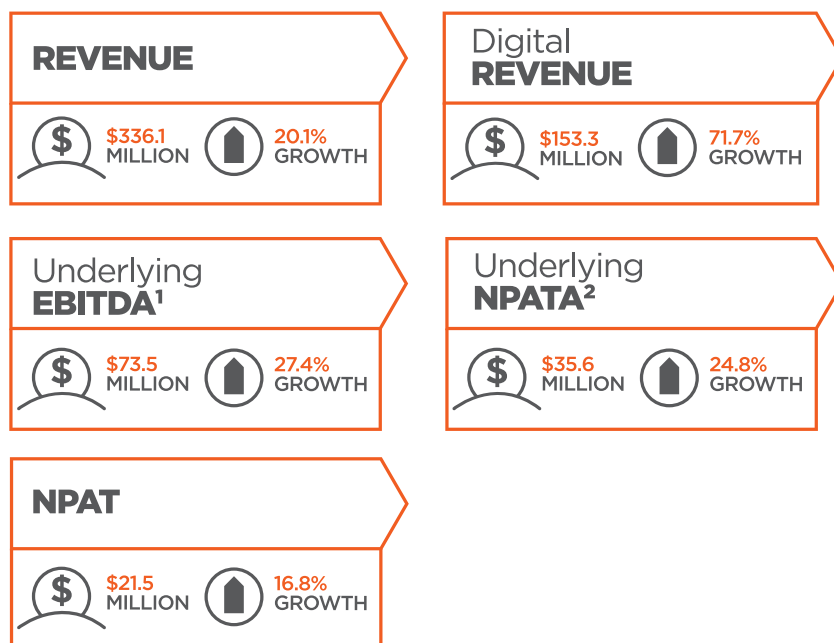 REVENUE
$
$336.1
MILLION
20.1%
GROWTH
Digital
REVENUE
$
$153.3
MILLION
71.7%
GROWTH
Underlying
EBITDA¹
$
$73.5
MILLION
27.4%
GROWTH
Underlying
NPATA²
$
$35.6
MILLION
24.8%
GROWTH
NPAT
$
$21.5
MILLION
16.8%
GROWTH